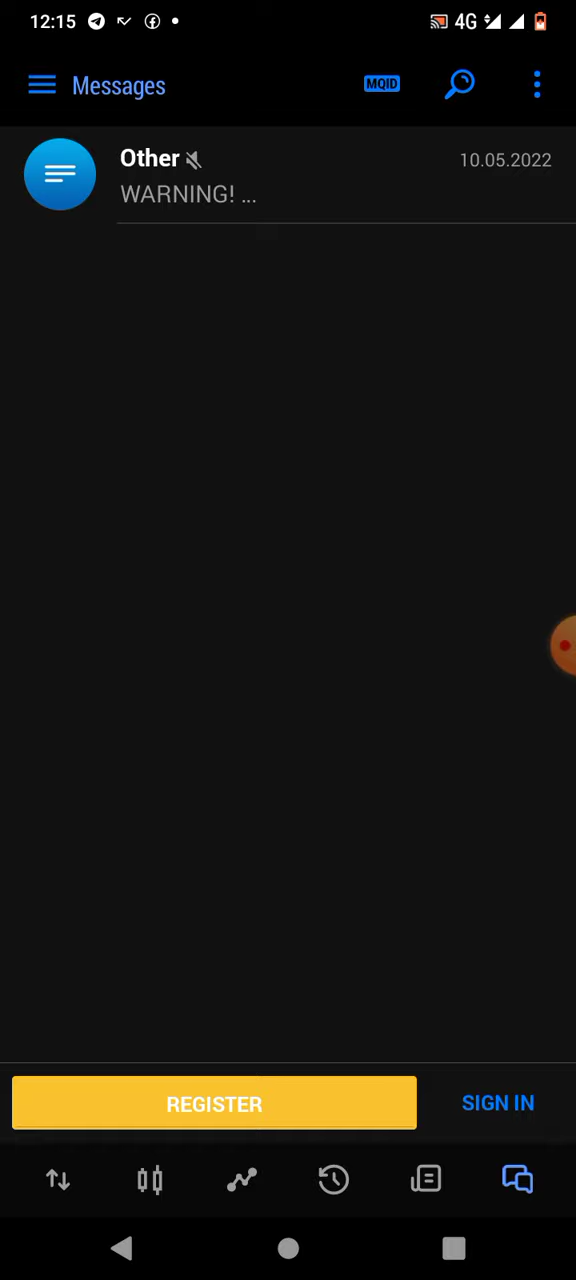 12:15 4G
Messages MQID
Other 10.05.2022
WARNING! ...
REGISTER SIGN IN